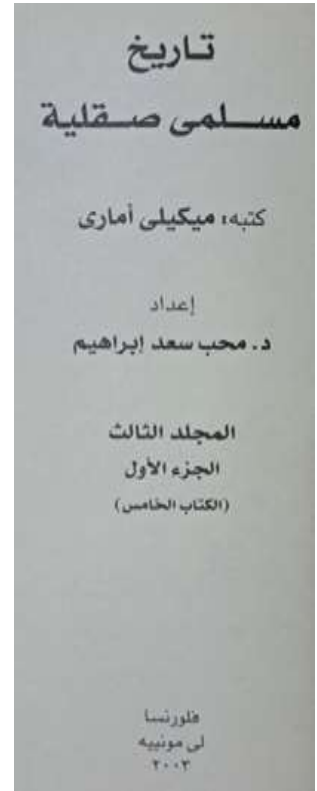 تاريخ
مسلمى صقلية
كتبه: ميكيلى أمارى
إعداد
د. محب سعد إبراهيم
المجلد الثالث
الجزء الأول
(الكتاب الخامس)
فلورنسا
لى مونييه
٢٠٠٣